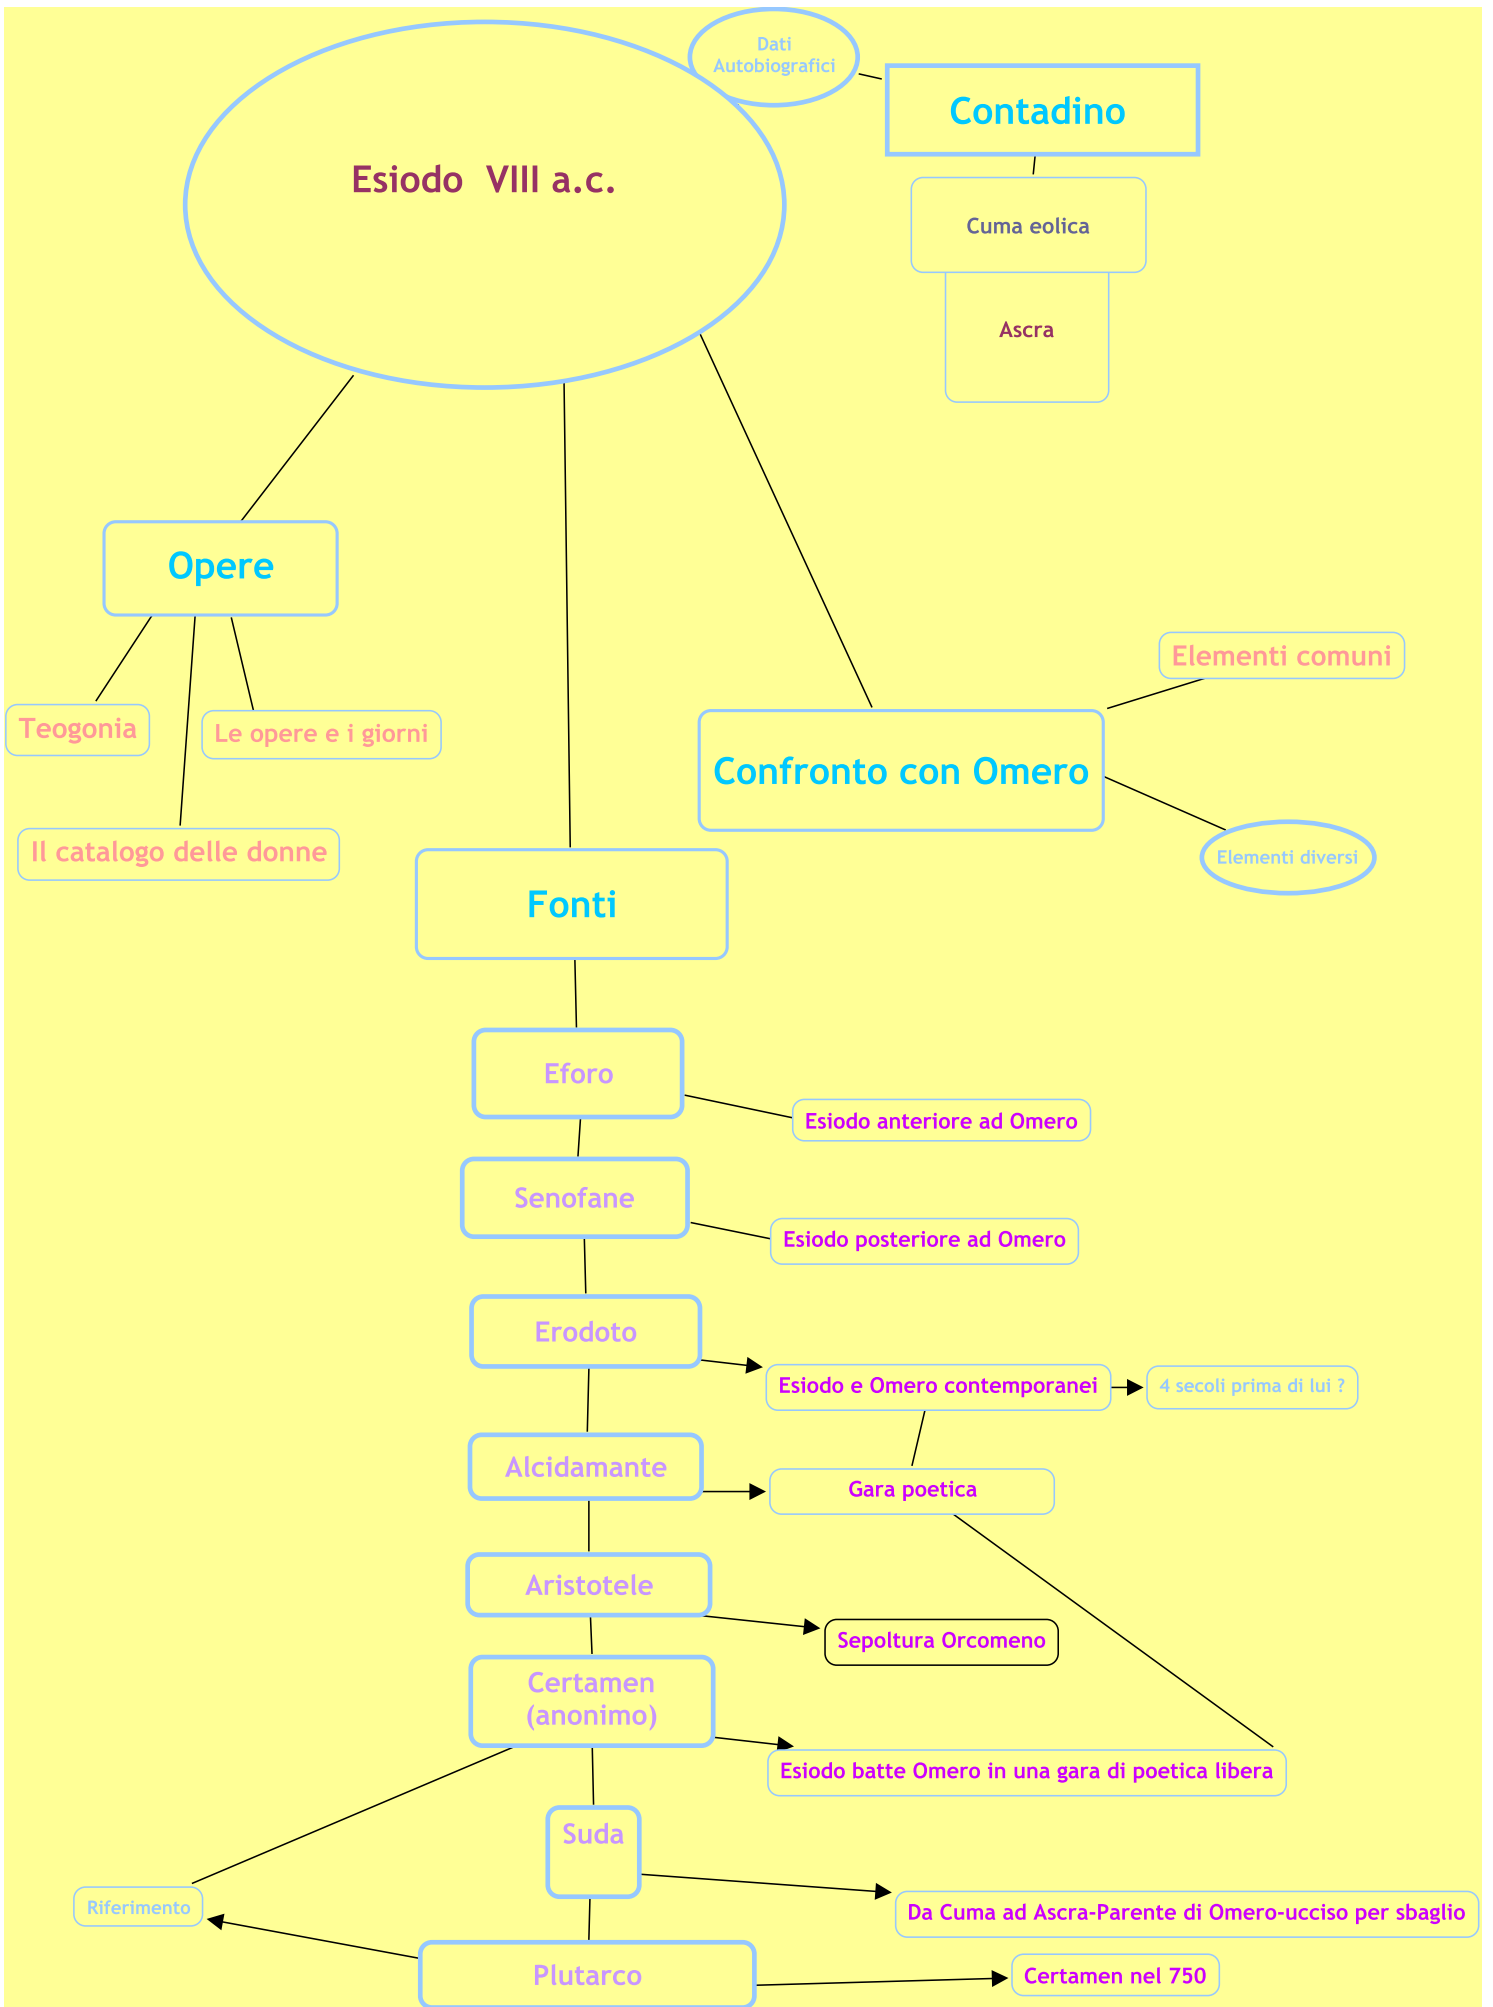 Dati
Autobiografici
Contadino
Esiodo  VIII a.c.
Cuma eolica
Ascra
Opere
Elementi comuni
Teogonia
Le opere e i giorni
Confronto con Omero
Il catalogo delle donne
Elementi diversi
Fonti
Eforo
Esiodo anteriore ad Omero
Senofane
Esiodo posteriore ad Omero
Erodoto
Esiodo e Omero contemporanei
4 secoli prima di lui ?
Alcidamante
Gara poetica
Aristotele
Sepoltura Orcomeno
Certamen
(anonimo)
Esiodo batte Omero in una gara di poetica libera
Suda
Riferimento
Da Cuma ad Ascra-Parente di Omero-ucciso per sbaglio
Plutarco
Certamen nel 750